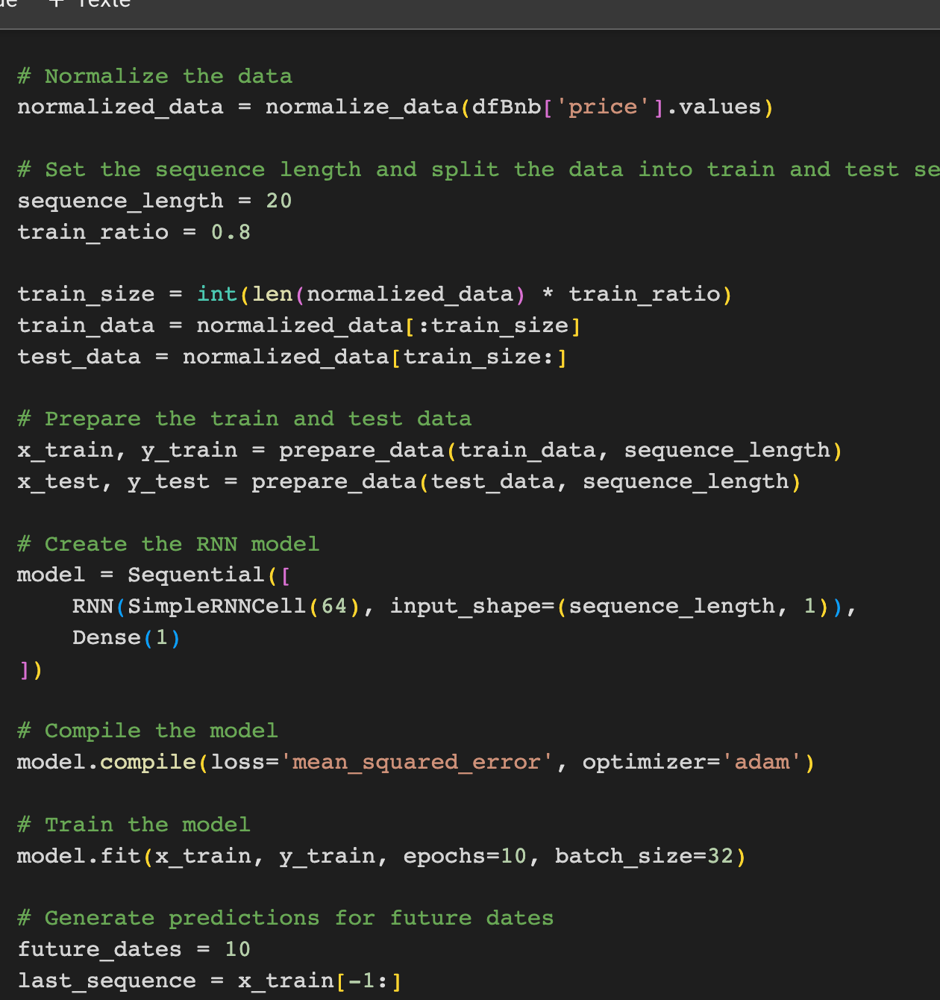 + Texte
# Normalize the data
normalized_data = normalize_data(dfBnb['price'].values)
# Set the sequence length and split the data into train and test se
sequence_length = 20
train_ratio = 0.8
train_size = int(len(normalized_data) * train_ratio)
train_data = normalized_data[:train_size]
test_data = normalized_data[train_size:]
# Prepare the train and test data
x_train, y_train = prepare_data(train_data, sequence_length)
x_test, y_test = prepare_data(test_data, sequence_length)
# Create the RNN model
model = Sequential([
    RNN(SimpleRNNCell(64), input_shape=(sequence_length, 1)),
    Dense(1)
])
# Compile the model
model.compile(loss='mean_squared_error', optimizer='adam')
# Train the model
model.fit(x_train, y_train, epochs=10, batch_size=32)
# Generate predictions for future dates
future_dates = 10
last_sequence = x_train[-1:]